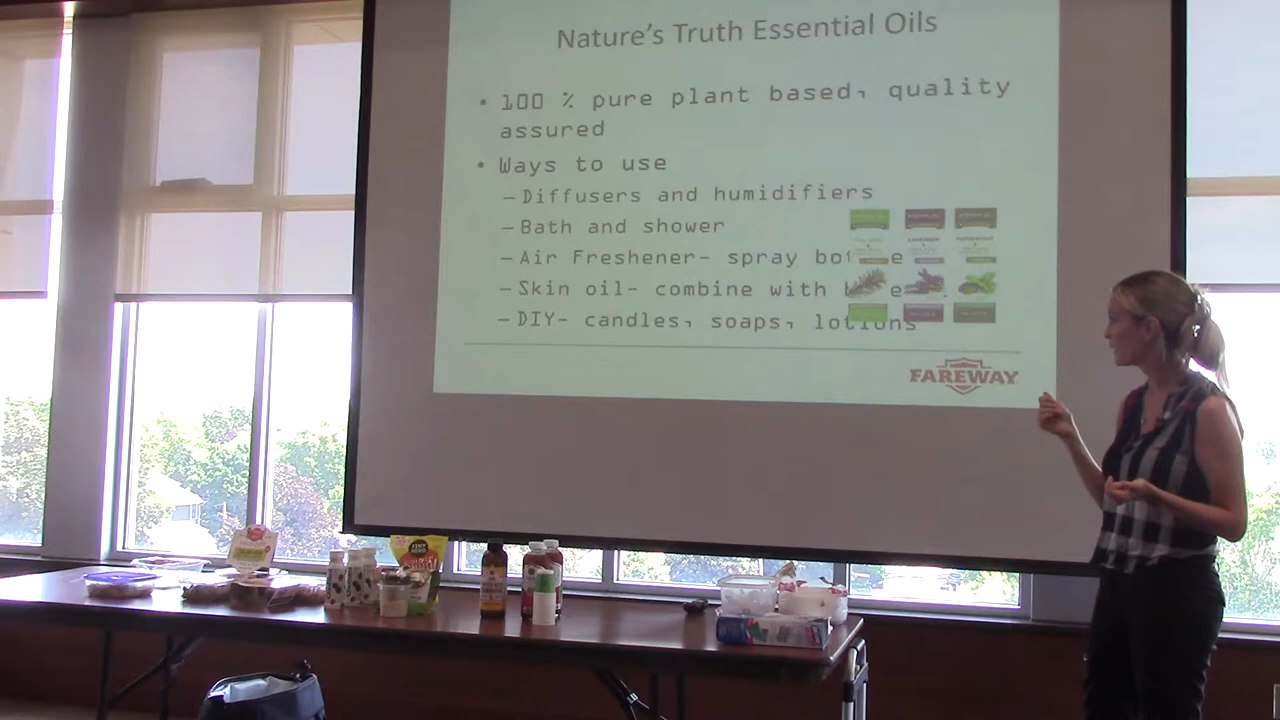 Nature's Truth Essential Oils
• 100 % pure plant based, quality
assured
• Ways to use
– Diffusers and humidifiers
– Bath and shower
– Air Freshener- spray
– Skin oil- combine with
– DIY- candles, soaps, lotions
FAREWAY